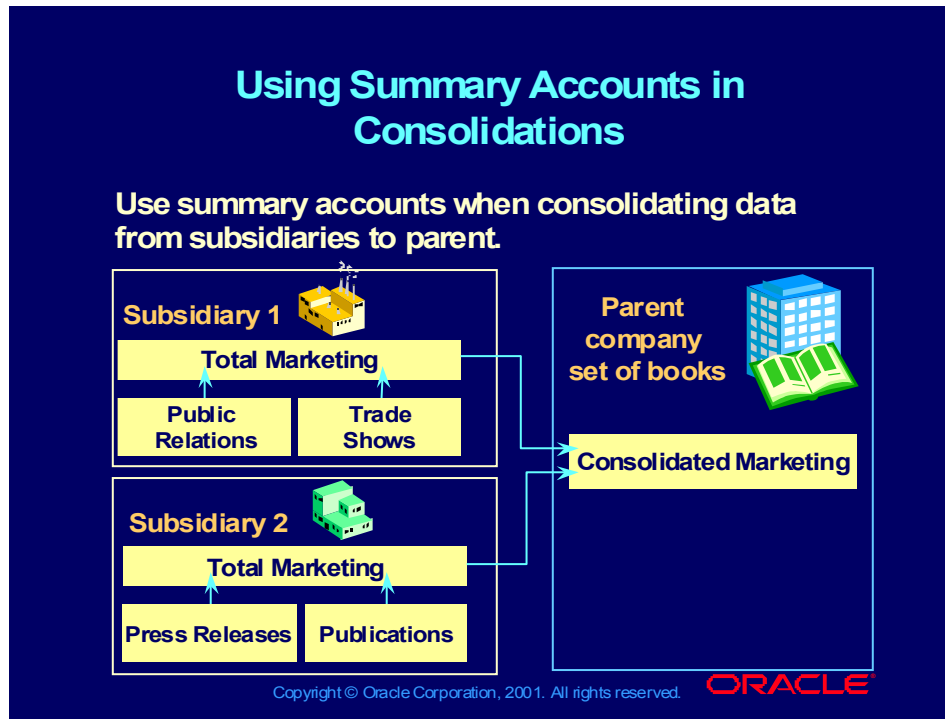 Using Summary Accounts in
Consolidations
Use summary accounts when consolidating data
from subsidiaries to parent.
Subsidiary 1
Total Marketing
Public
Relations
Trade
Shows
Subsidiary 2
Total Marketing
Press Releases
Publications
Parent
company
set of books
Consolidated Marketing
Copyright © Oracle Corporation, 2001. All rights reserved.
ORACLE®